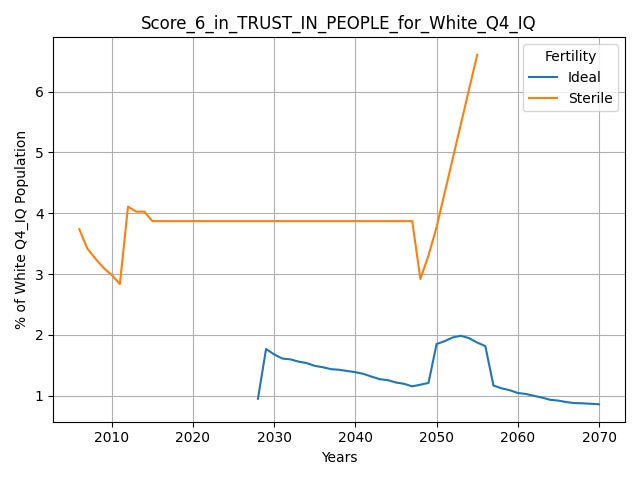 Score_6_in_TRUST_IN_PEOPLE_for_White_Q4_IQ
Fertility
Ideal
Sterile
% of White Q4_IQ Population
6
5
4
3
2
1
2010 2020 2030 2040 2050 2060 2070
Years